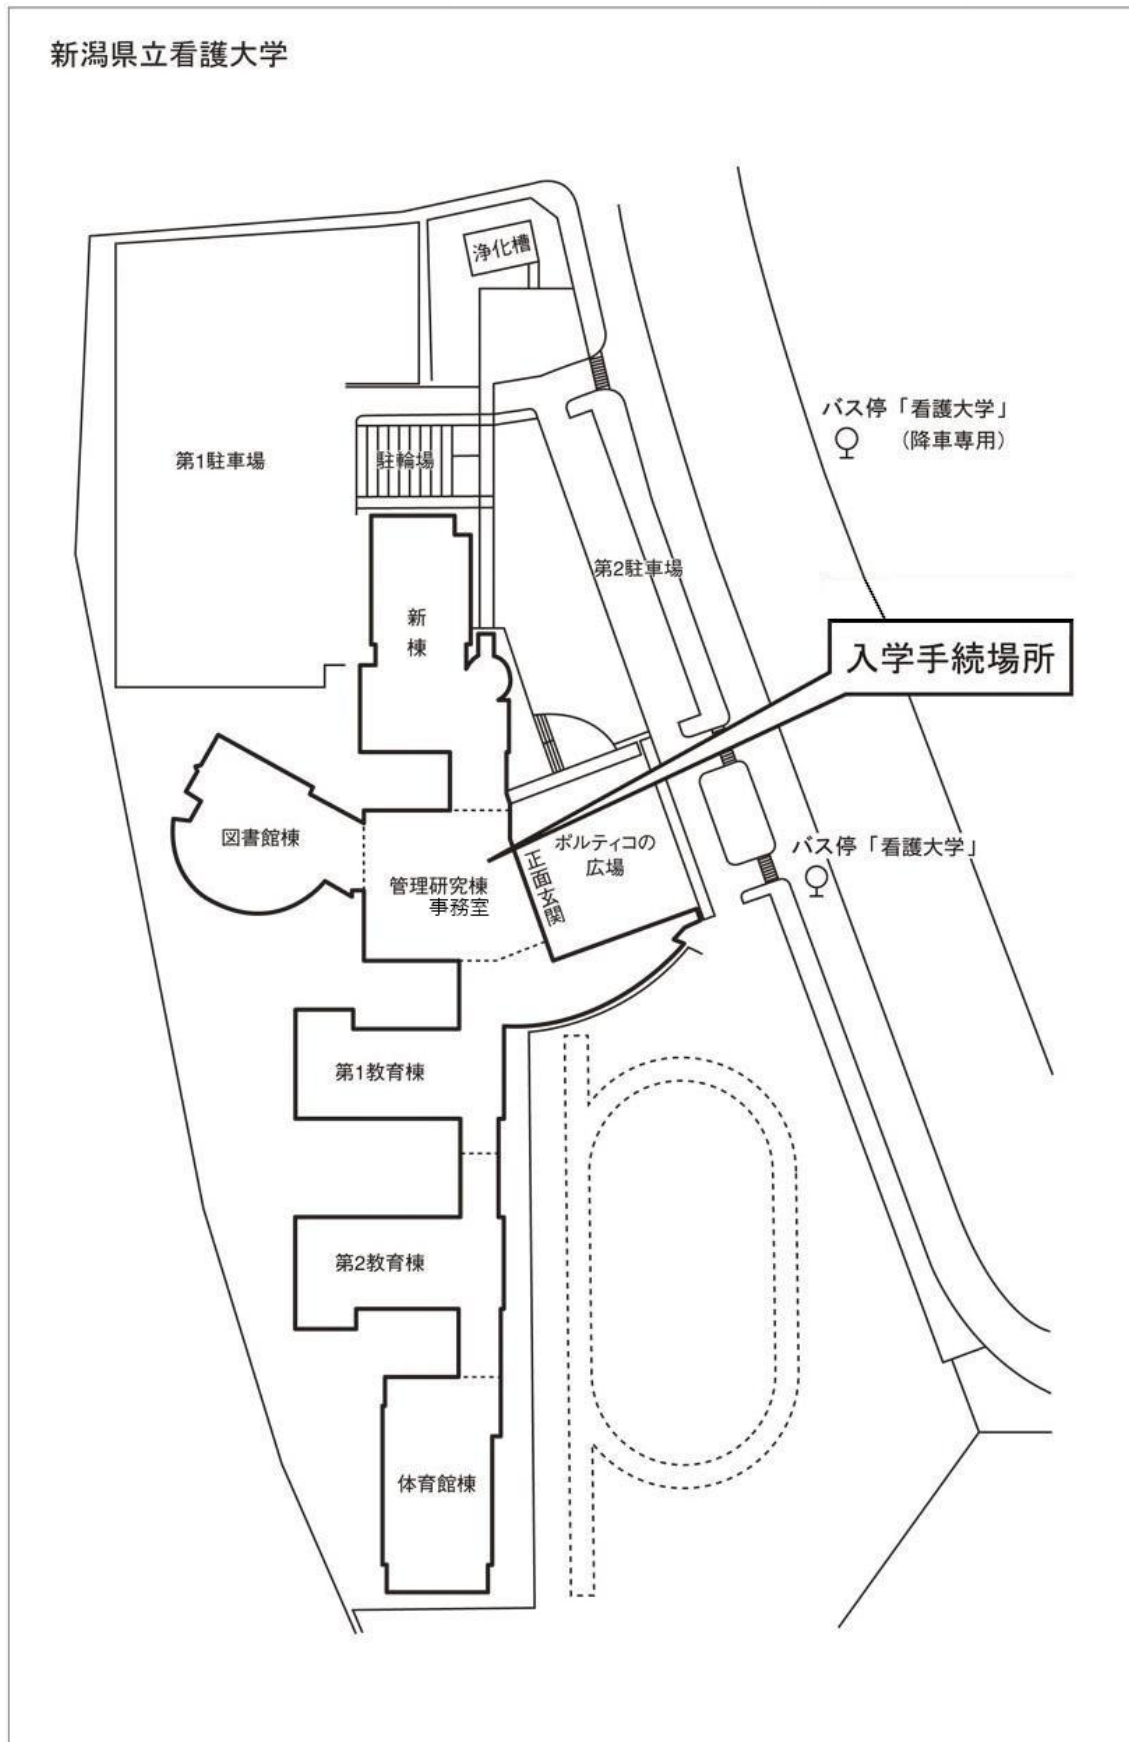 新潟県立看護大学
浄化槽
バス停「看護大学」
（降車専用）
第1駐車場
駐輪場
第2駐車場
新
棟
入学手続場所
図書館棟
ポルティコの
広場
バス停「看護大学」
正面玄関
管理研究棟
事務室
第1教育棟
第2教育棟
体育館棟